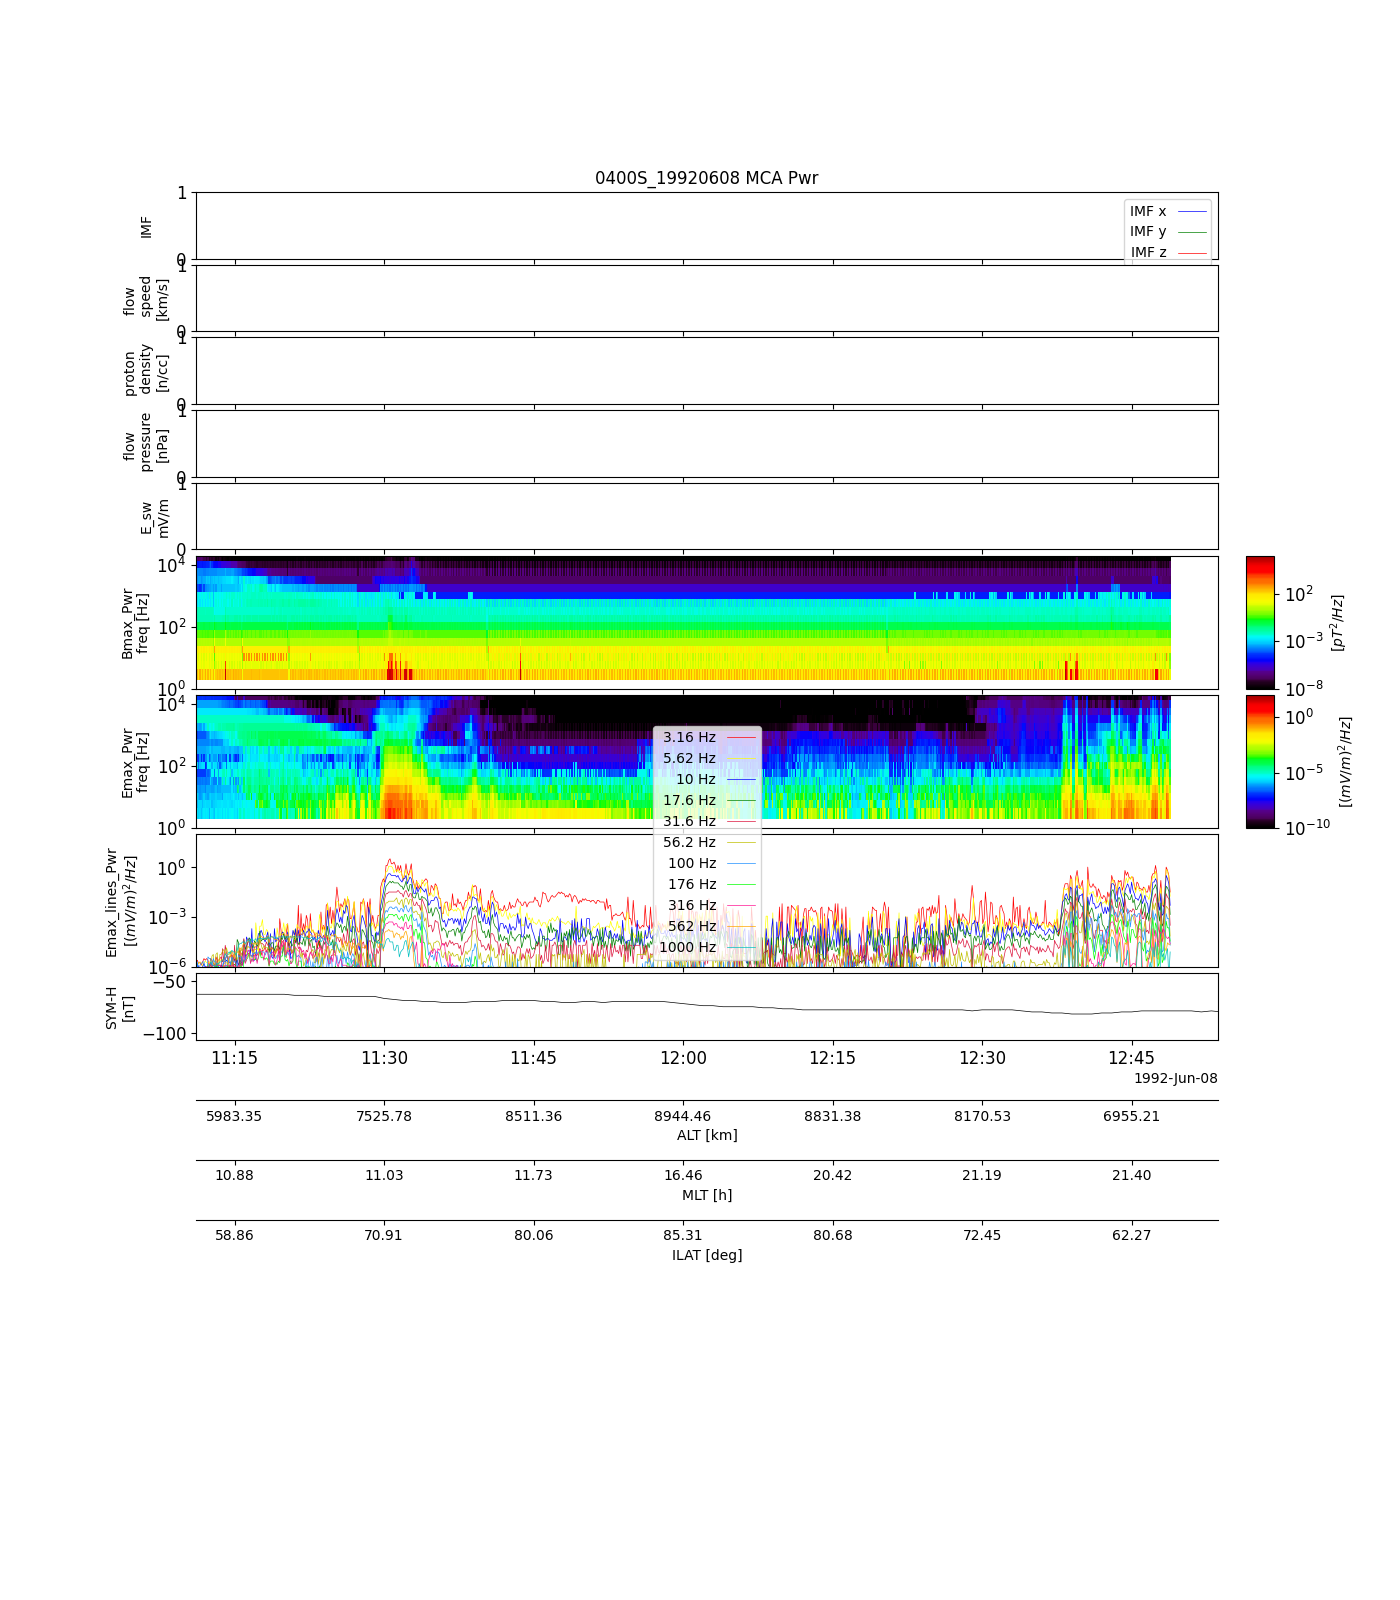 0400S_19920608 MCA Pwr
1
IMF
0
IMF x
IMF y
IMF z
1
flow
speed
[km/s]
0
1
proton
density
[n/cc]
0
1
flow
pressure
[nPa]
0
1
E_sw
mV/m
0
10^4
10^2
10^0
Bmax_Pwr
freq [Hz]
10^2
10^-3
10^-8
[pT^2/Hz]
10^4
10^2
10^0
Emax_Pwr
freq [Hz]
10^0
10^-5
10^-10
[(mV/m)^2/Hz]
3.16 Hz
5.62 Hz
10 Hz
17.6 Hz
31.6 Hz
56.2 Hz
100 Hz
176 Hz
316 Hz
562 Hz
1000 Hz
10^0
10^-3
10^-6
Emax_lines_Pwr
[(mV/m)^2/Hz]
−50
−100
SYM-H
[nT]
11:15 11:30 11:45 12:00 12:15 12:30 12:45
1992-Jun-08
5983.35 7525.78 8511.36 8944.46 8831.38 8170.53 6955.21
ALT [km]
10.88 11.03 11.73 16.46 20.42 21.19 21.40
MLT [h]
58.86 70.91 80.06 85.31 80.68 72.45 62.27
ILAT [deg]